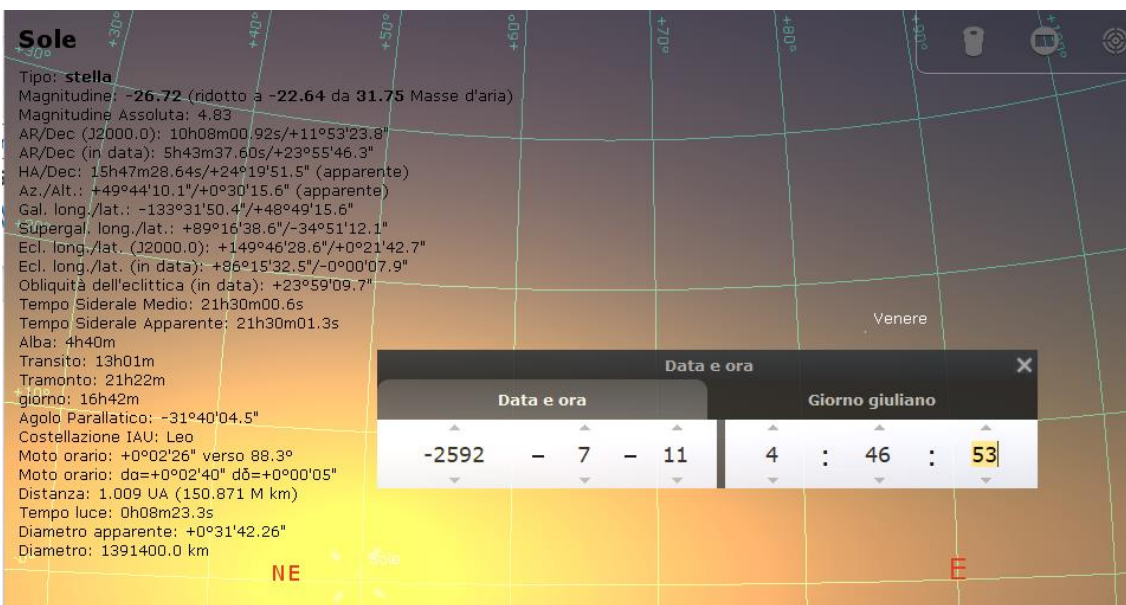 Sole
Tipo: stella
Magnitudine: -26.72 (ridotto a -22.64 da 31.75 Masse d'aria)
Magnitudine Assoluta: 4.83
AR/Dec (J2000.0): 10h08m00.92s/+11°53'23.8"
AR/Dec (in data): 5h43m37.60s/+23°55'46.3"
HA/Dec: 15h47m28.64s/+24°19'51.5" (apparente)
Az./Alt.: +49°44'10.1"/+0°30'15.6" (apparente)
Gal. long./lat.: -133°31'50.4"/+48°49'15.6"
Supergal. long./lat.: +89°16'38.6"/-34°51'12.1"
Ecl. long./lat. (J2000.0): +149°46'28.6"/+0°21'42.7"
Ecl. long./lat. (in data): +86°15'32.5"/-0°00'07.9"
Obliquità dell'eclittica (in data): +23°59'09.7"
Tempo Siderale Medio: 21h30m00.6s
Tempo Siderale Apparente: 21h30m01.3s
Alba: 4h40m
Transito: 13h01m
Tramonto: 21h22m
giorno: 16h42m
Agolo Parallatico: -31°40'04.5"
Costellazione IAU: Leo
Moto orario: +0°02'26" verso 88.3°
Moto orario: dα=+0°02'40" dδ=+0°00'05"
Distanza: 1.009 UA (150.871 M km)
Tempo luce: 0h08m23.3s
Diametro apparente: +0°31'42.26"
Diametro: 1391400.0 km
+30°
+40°
+50°
+60°
+70°
+80°
+90°
Venere
Data e ora
Data e ora Giorno giuliano
-2592 – 7 – 11 4 : 46 : 53
Sole
NE
E